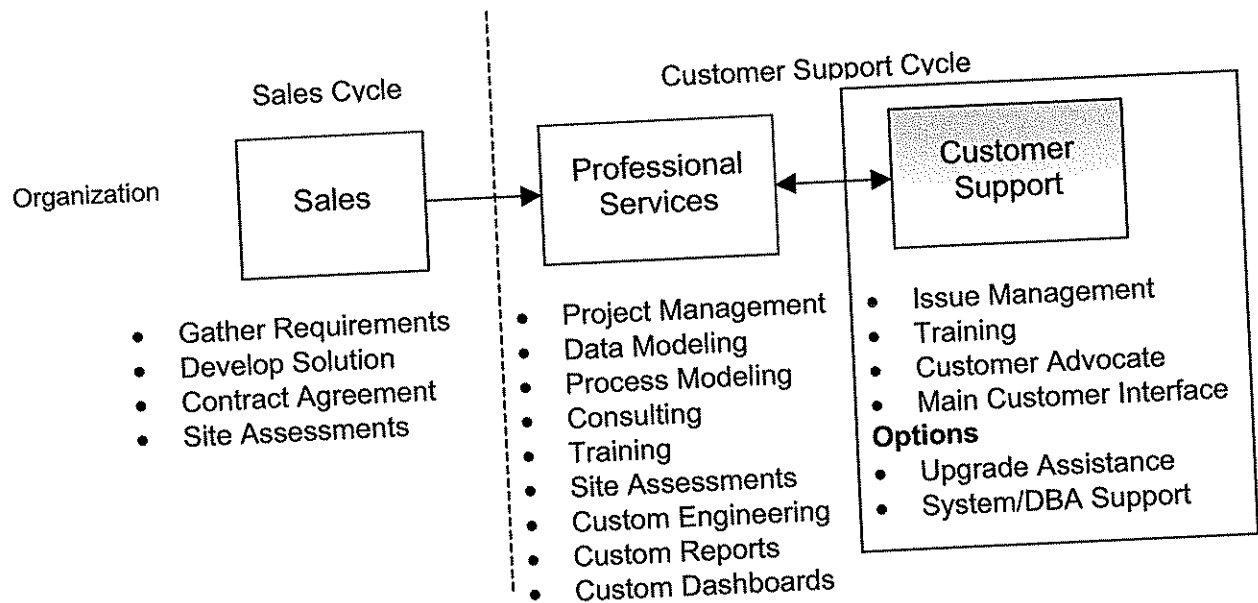 Sales Cycle
Customer Support Cycle
Organization
Sales
Professional
Services
Customer
Support
• Gather Requirements
• Develop Solution
• Contract Agreement
• Site Assessments
• Project Management
• Data Modeling
• Process Modeling
• Consulting
• Training
• Site Assessments
• Custom Engineering
• Custom Reports
• Custom Dashboards
• Issue Management
• Training
• Customer Advocate
• Main Customer Interface
Options
• Upgrade Assistance
• System/DBA Support